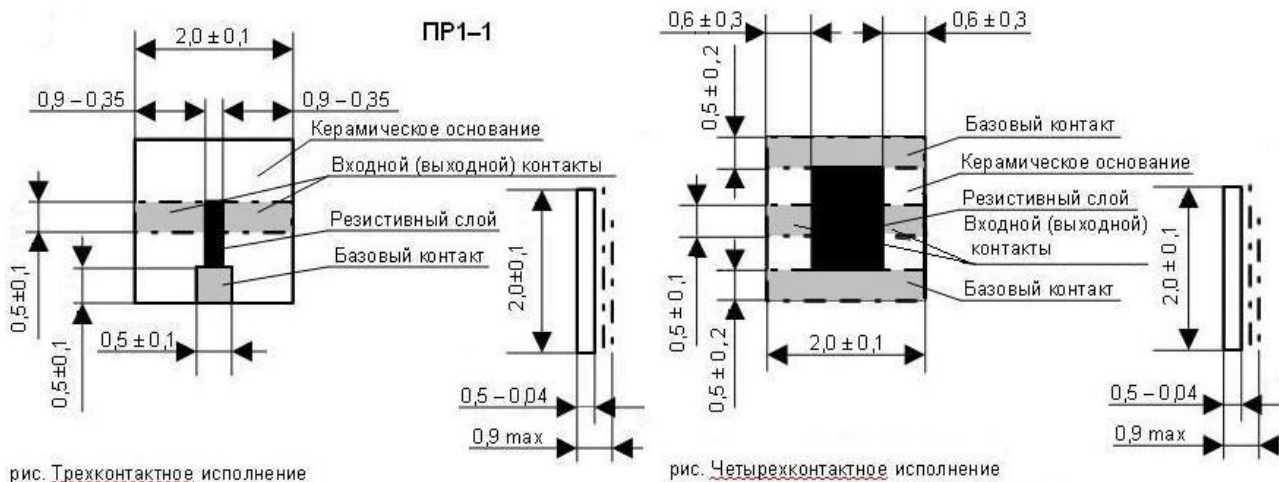 ПР1–1
2,0 ± 0,1
0,9 – 0,35
0,9 – 0,35
Керамическое основание
Входной (выходной) контакты
Резистивный слой
Базовый контакт
0,5±0,1
0,5±0,1
0,5 ± 0,1
2,0±0,1
0,5 – 0,04
0,9 max
рис. Трехконтактное исполнение
0,6 ± 0,3
0,6 ± 0,3
0,5 ± 0,2
Базовый контакт
Керамическое основание
Резистивный слой
Входной (выходной)
контакты
Базовый контакт
0,5 ± 0,1
0,5 ± 0,2
2,0 ± 0,1
2,0 ± 0,1
0,5 – 0,04
0,9 max
рис. Четырехконтактное исполнение